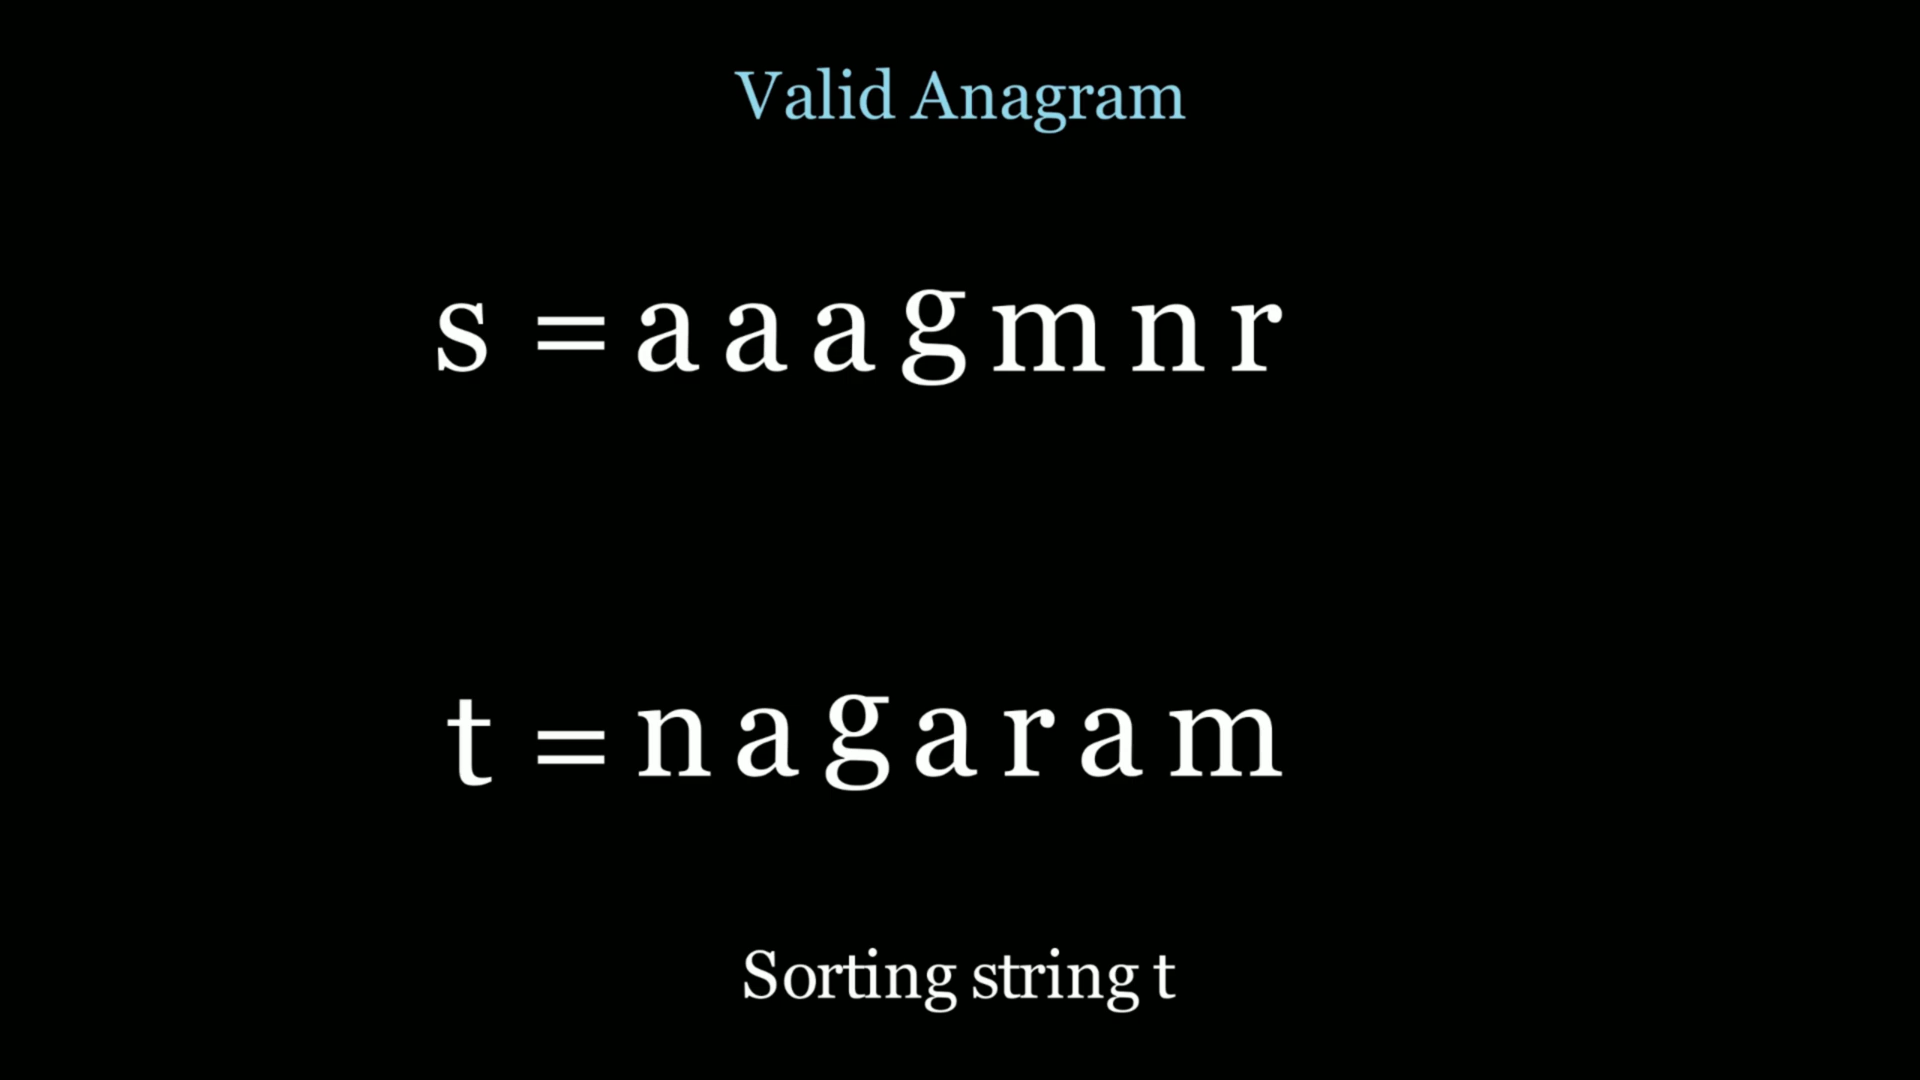 Valid Anagram
s = a a a g m n r
t = n a g a r a m
Sorting string t